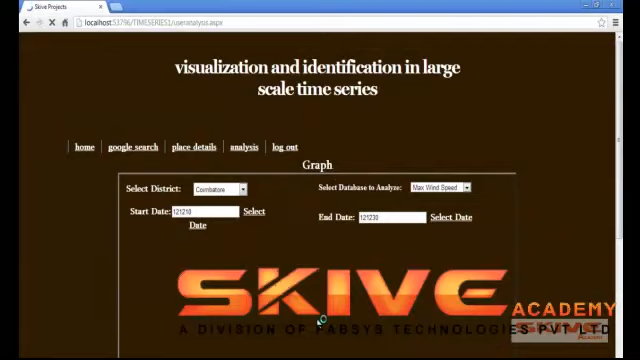 Skive Projects
localhost:53796/TIMESERIES1/useranalysis.aspx
visualization and identification in large
scale time series
home google search place details analysis log out
Graph
Select District: Coimbatore Select Database to Analyze: Max Wind Speed
Start Date: 121210 Select Date End Date: 121230 Select Date
SKIVE
ACADEMY
A DIVISION OF FABSYS TECHNOLOGIES PVT LTD